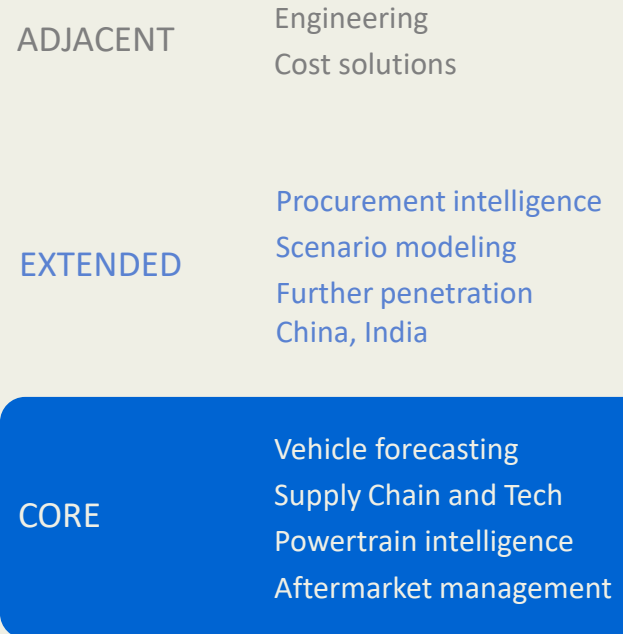 ADJACENT
Engineering
Cost solutions
EXTENDED
Procurement intelligence
Scenario modeling
Further penetration
China, India
CORE
Vehicle forecasting
Supply Chain and Tech
Powertrain intelligence
Aftermarket management